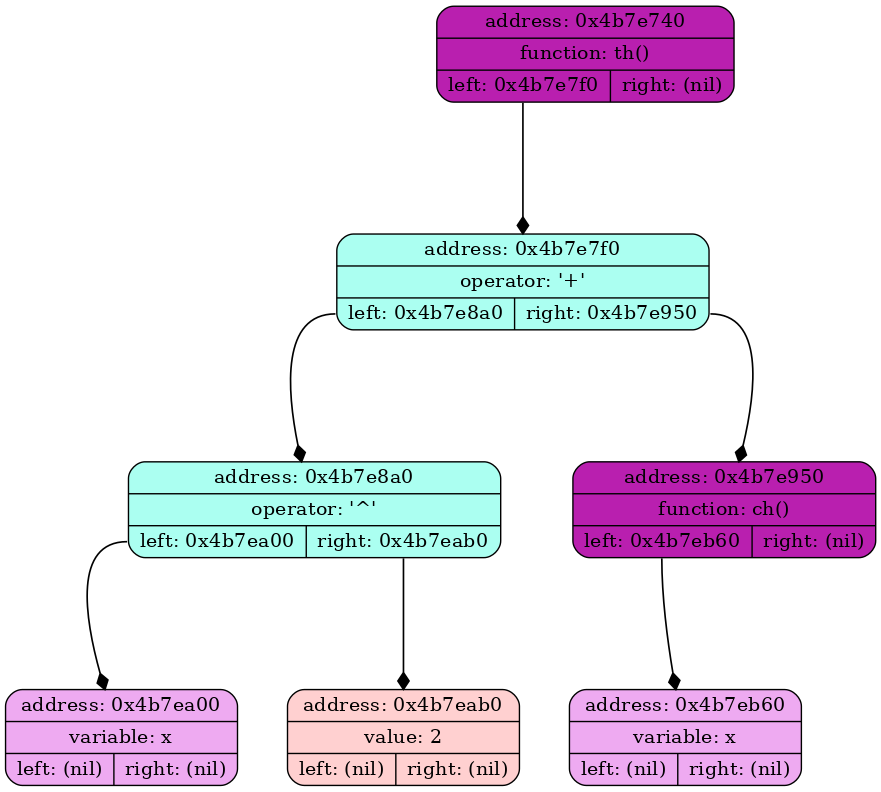 address: 0x4b7e740
function: th()
left: 0x4b7e7f0 right: (nil)
address: 0x4b7e7f0
operator: '+'
left: 0x4b7e8a0 right: 0x4b7e950
address: 0x4b7e8a0
operator: '^'
left: 0x4b7ea00 right: 0x4b7eab0
address: 0x4b7e950
function: ch()
left: 0x4b7eb60 right: (nil)
address: 0x4b7ea00
variable: x
left: (nil) right: (nil)
address: 0x4b7eab0
value: 2
left: (nil) right: (nil)
address: 0x4b7eb60
variable: x
left: (nil) right: (nil)